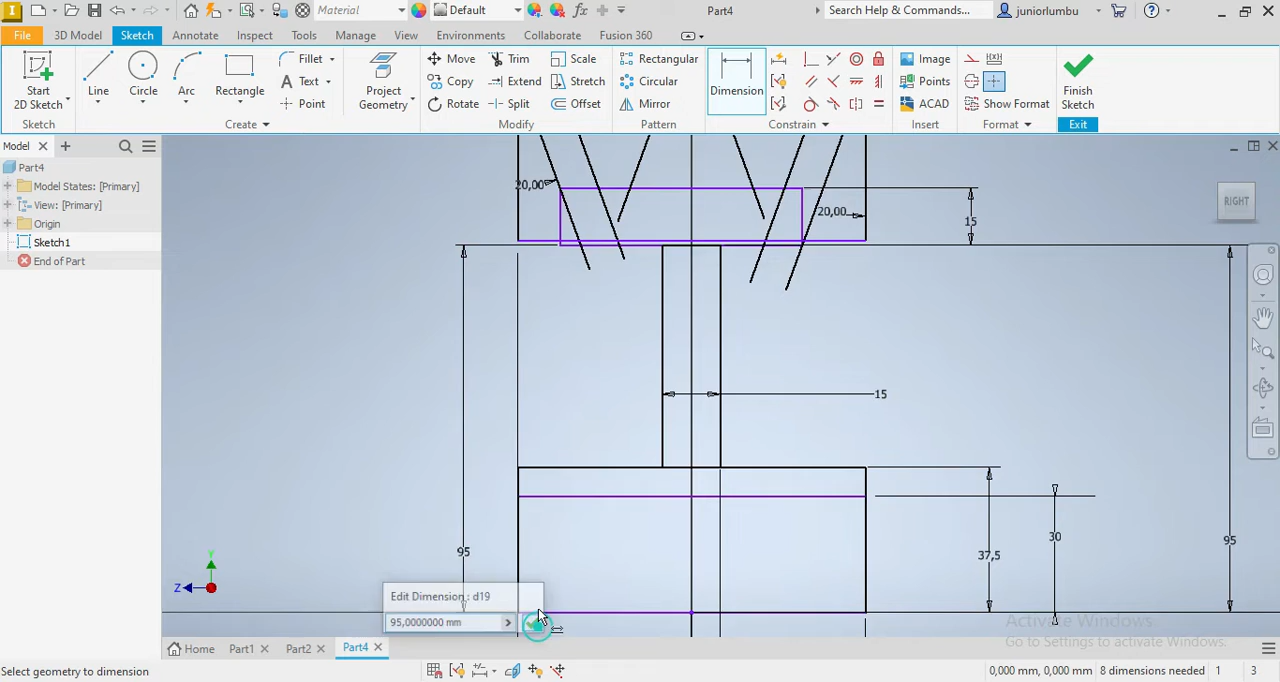 Material
Default
fx
Part4
Search Help & Commands...
juniorlumbu
File
3D Model
Sketch
Annotate
Inspect
Tools
Manage
View
Environments
Collaborate
Fusion 360
Start
2D Sketch
Line
Circle
Arc
Rectangle
Fillet
Text
Point
Project
Geometry
Move
Copy
Rotate
Trim
Extend
Split
Scale
Stretch
Offset
Rectangular
Circular
Mirror
Dimension
Image
Points
ACAD
Show Format
Finish
Sketch
Sketch
Create
Modify
Pattern
Constrain
Insert
Format
Exit
Model
Part4
Model States: [Primary]
View: [Primary]
Origin
Sketch1
End of Part
20,00
20,00
15
RIGHT
15
95
37,5
30
95
Y
Z
Edit Dimension : d19
95,0000000 mm
Activate Windows
Go to Settings to activate Windows.
Home
Part1
Part2
Part4
Select geometry to dimension
0,000 mm, 0,000 mm
8 dimensions needed
1
3